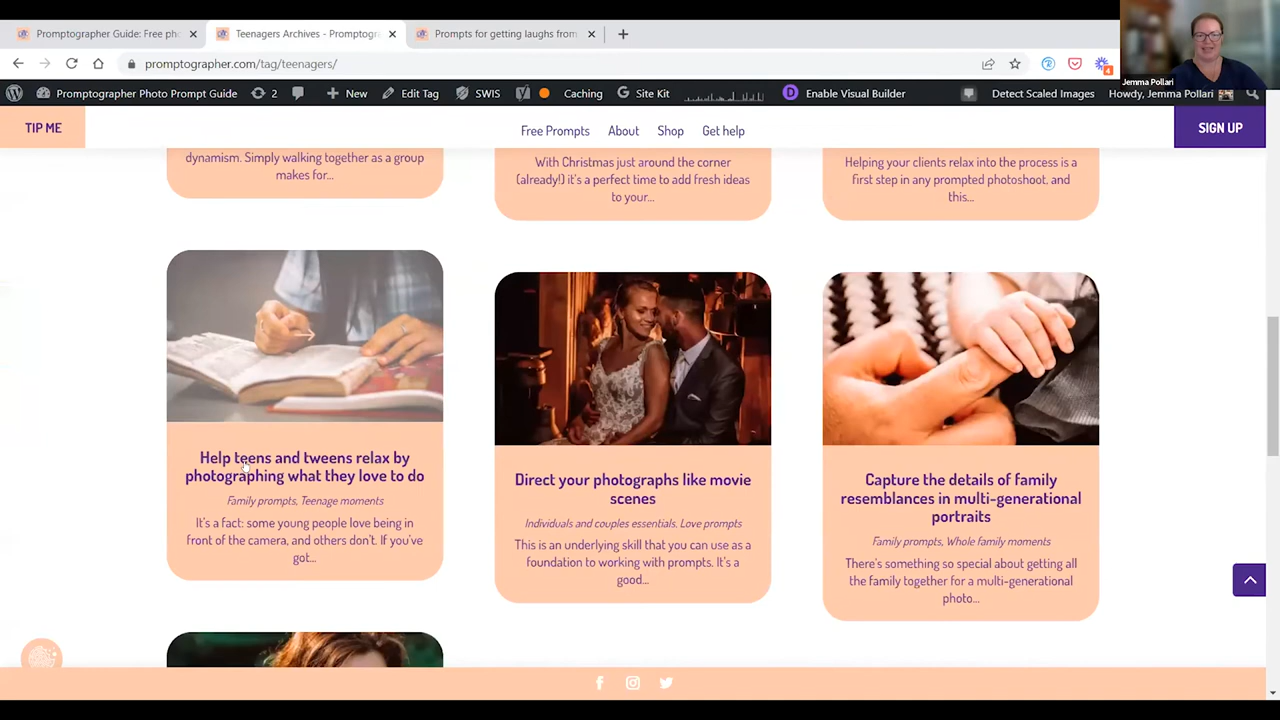 Promptographer Guide: Free pho
Teenagers Archives - Promptogra
Prompts for getting laughs from
promptographer.com/tag/teenagers/
4
Jemma Pollari
Promptographer Photo Prompt Guide
2
New
Edit Tag
SWIS
Caching
Site Kit
Enable Visual Builder
Detect Scaled Images
Howdy, Jemma Pollari
TIP ME
Free Prompts
About
Shop
Get help
SIGN UP
dynamism. Simply walking together as a group
makes for...
With Christmas just around the corner
(already!) it's a perfect time to add fresh ideas
to your...
Helping your clients relax into the process is a
first step in any prompted photoshoot, and
this...
Help teens and tweens relax by
photographing what they love to do
Family prompts, Teenage moments
It's a fact: some young people love being in
front of the camera, and others don't. If you've
got...
Direct your photographs like movie
scenes
Individuals and couples essentials, Love prompts
This is an underlying skill that you can use as a
foundation to working with prompts. It's a
good...
Capture the details of family
resemblances in multi-generational
portraits
Family prompts, Whole family moments
There's something so special about getting all
the family together for a multi-generational
photo...